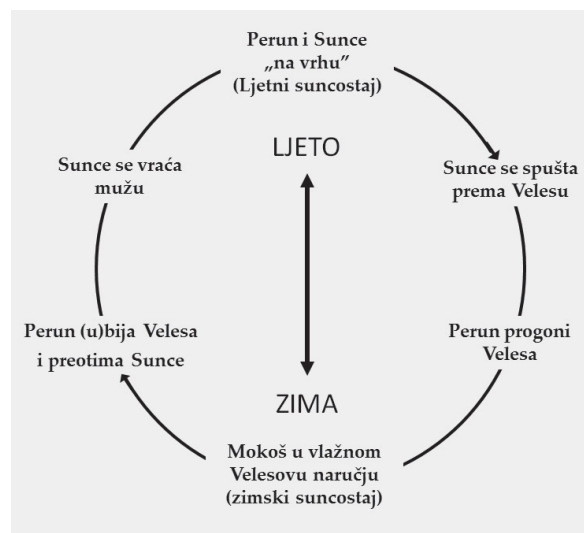 Perun i Sunce
„na vrhu”
(Ljetni suncostaj)
LJETO
Sunce se vraća
mužu
Sunce se spušta
prema Velesu
Perun (u)bija Velesa
i preotima Sunce
Perun progoni
Velesa
ZIMA
Mokoš u vlažnom
Velesovu naručju
(zimski suncostaj)